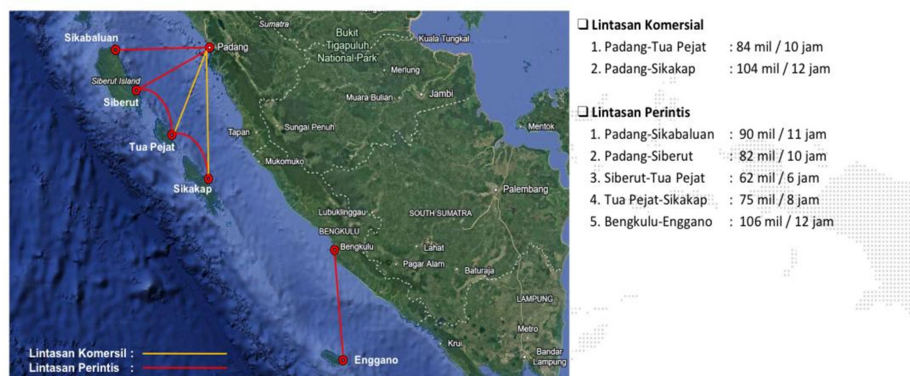 Sikabaluan
Padang
Siberut Island
Siberut
Tua Pejat
Sikakap
Sumatra
Bukit
Tigapuluh
National Park
Kuala Tungkal
Merlung
Muara Bulian
Jambi
Mentok
Tapan
Sungai Penuh
Mukomuko
Palembang
Lubuklinggau
SOUTH SUMATRA
BENGKULU
Bengkulu
Lahat
Pagar Alam
Baturaja
LAMPUNG
Metro
Krui
Bandar
Lampung
Enggano
Lintasan Komersil :
Lintasan Perintis :
Lintasan Komersial
1. Padang-Tua Pejat : 84 mil / 10 jam
2. Padang-Sikakap : 104 mil / 12 jam
Lintasan Perintis
1. Padang-Sikabaluan : 90 mil / 11 jam
2. Padang-Siberut : 82 mil / 10 jam
3. Siberut-Tua Pejat : 62 mil / 6 jam
4. Tua Pejat-Sikakap : 75 mil / 8 jam
5. Bengkulu-Enggano : 106 mil / 12 jam